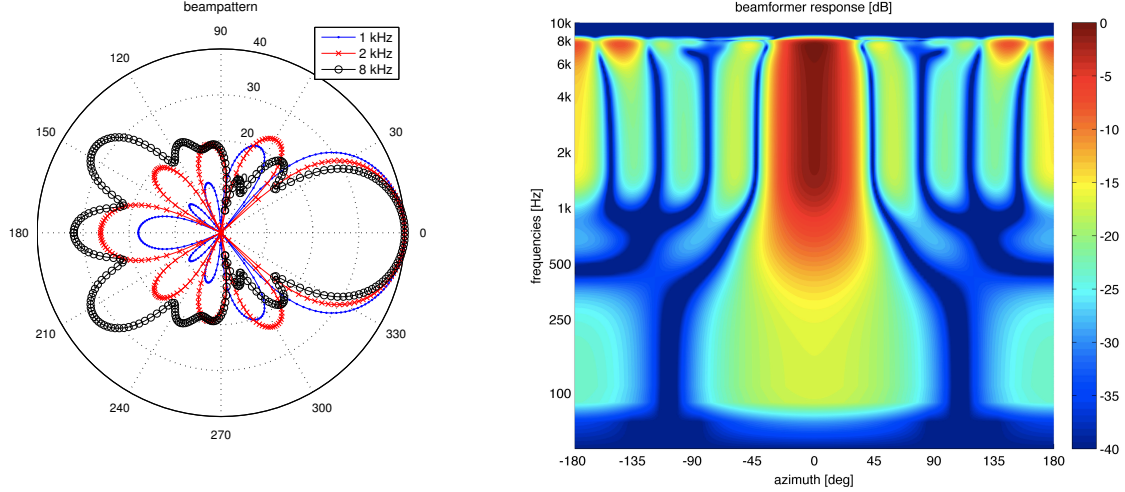 beampattern
90
40
120
30
20
150
30
180
0
210
330
240
300
270
1 kHz
2 kHz
8 kHz
beamformer response [dB]
frequencies [Hz]
10k
8k
6k
4k
2k
1k
500
250
100
-180
-135
-90
-45
0
45
90
135
180
azimuth [deg]
0
-5
-10
-15
-20
-25
-30
-35
-40